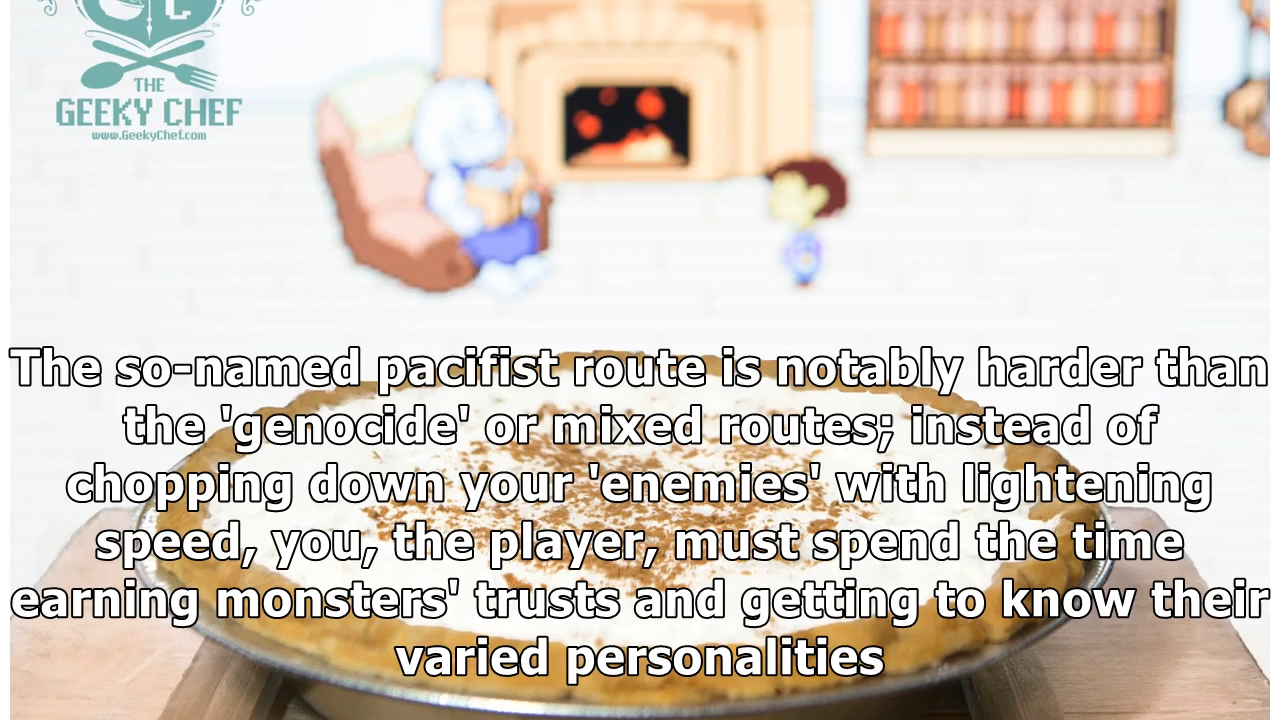 THE
GEEKY CHEF
www.GeekyChef.com
The so-named pacifist route is notably harder than
the 'genocide' or mixed routes; instead of
chopping down your 'enemies' with lightening
speed, you, the player, must spend the time
earning monsters' trusts and getting to know their
varied personalities